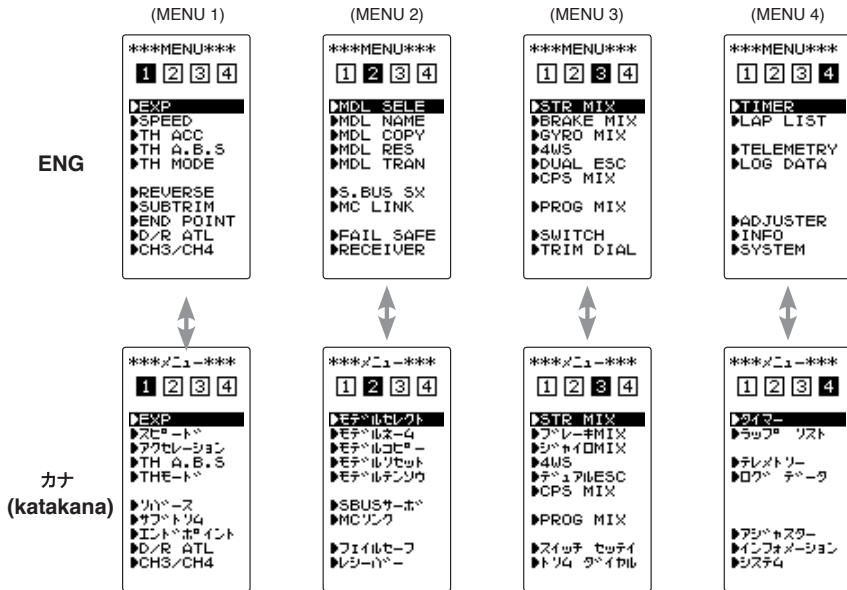 (MENU 1)
***MENU***
1 2 3 4
EXP
SPEED
TH ACC
TH A.B.S
TH MODE
REVERSE
SUBTRIM
END POINT
D/R ATL
CH3/CH4
(MENU 2)
***MENU***
1 2 3 4
MDL SELE
MDL NAME
MDL COPY
MDL RES
MDL TRAN
S.BUS SX
MC LINK
FAIL SAFE
RECEIVER
(MENU 3)
***MENU***
1 2 3 4
STR MIX
BRAKE MIX
GYRO MIX
4WS
DUAL ESC
CPS MIX
PROG MIX
SWITCH
TRIM DIAL
(MENU 4)
***MENU***
1 2 3 4
TIMER
LAP LIST
TELEMETRY
LOG DATA
ADJUSTER
INFO
SYSTEM
ENG
カナ
(katakana)
***メニュー***
1 2 3 4
EXP
スピード
アクセレーション
TH A.B.S
THモード
リバース
サブトリム
エンドポイント
D/R ATL
CH3/CH4
***メニュー***
1 2 3 4
モデルセレクト
モデルネーム
モデルコピー
モデルリセット
モデルテンソウ
SBUSサーボ
MCリンク
フェイルセーフ
レシーバー
***メニュー***
1 2 3 4
STR MIX
ブレーキMIX
ジャイロMIX
4WS
デュアルESC
CPS MIX
PROG MIX
スイッチ セッテイ
トリム ダイヤル
***メニュー***
1 2 3 4
タイマー
ラップ リスト
テレメトリー
ログ データ
アジャスター
インフォメーション
システム